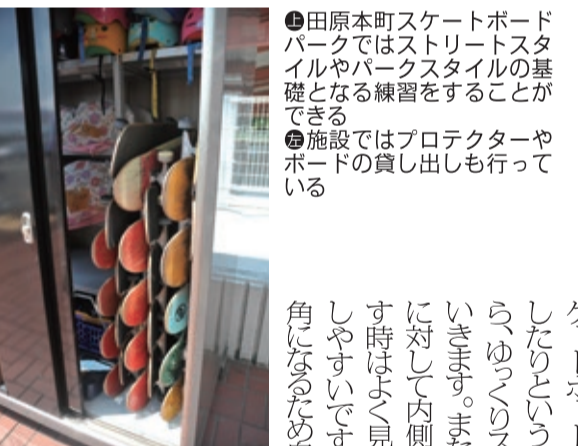 上田原本町スケートボード
パークではストリートスタ
イルやパークスタイルの基
礎となる練習をすることが
できる
左施設ではプロテクターや
ボードの貸し出しも行って
いる
したりという
ら、ゆっくりス
いきます。また
に対して内側
す時はよく見
しやすいです
角になるため